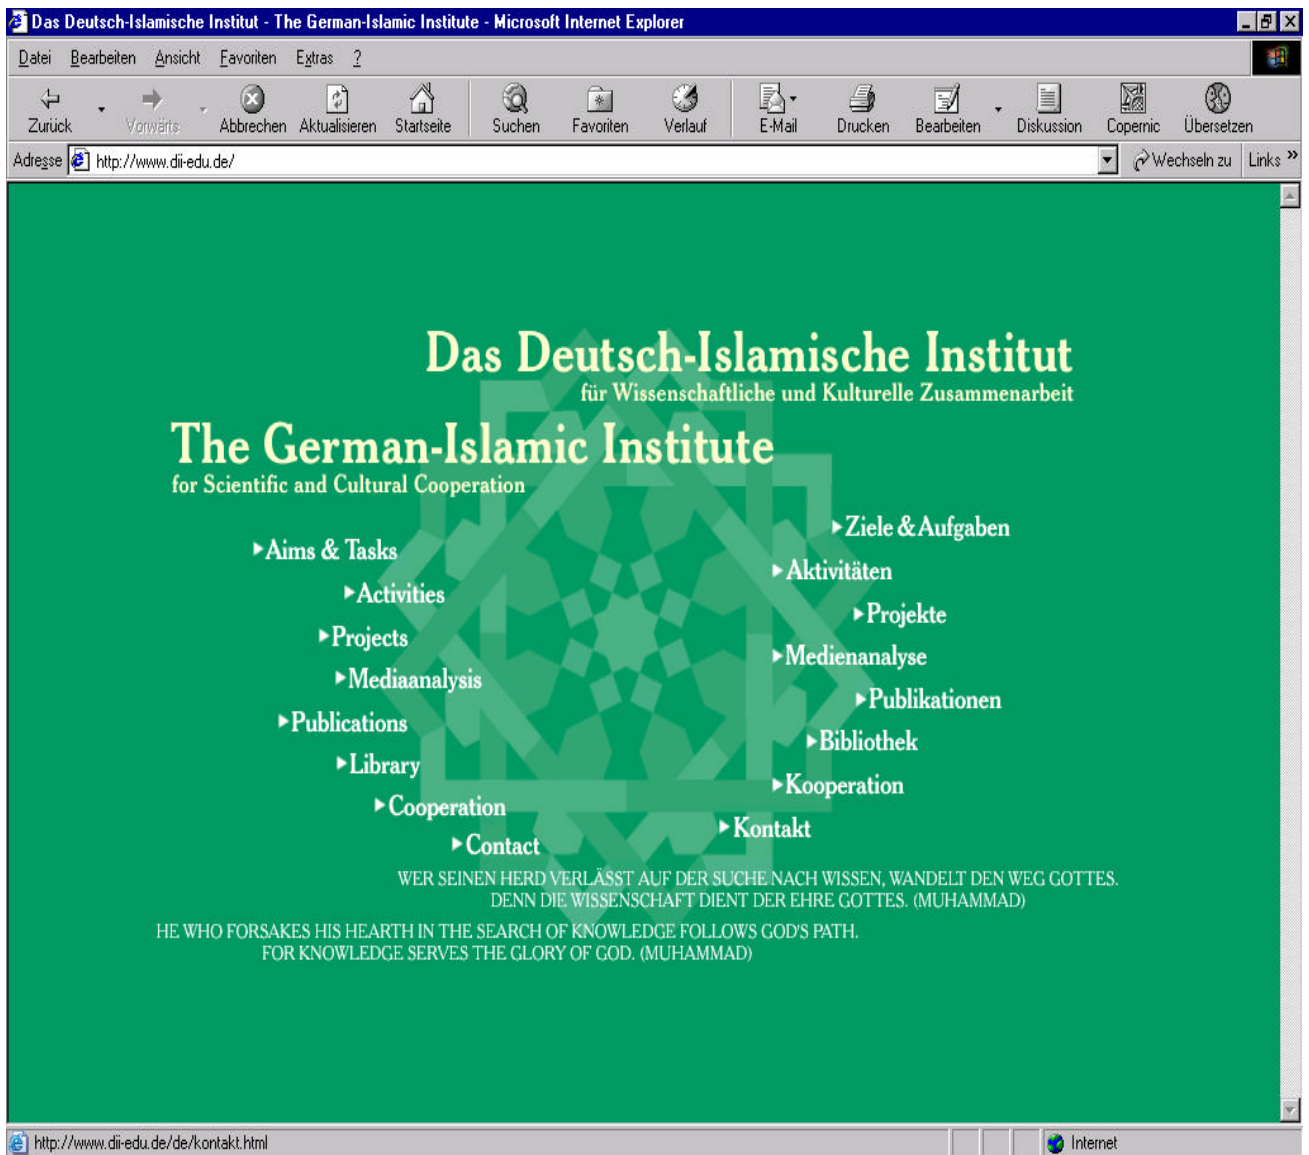 Das Deutsch-Islamische Institut - The German-Islamic Institute - Microsoft Internet Explorer
Datei Bearbeiten Ansicht Favoriten Extras ?
Zurück Vorwärts Abbrechen Aktualisieren Startseite Suchen Favoriten Verlauf E-Mail Drucken Bearbeiten Diskussion Copernic Übersetzen
Adresse http://www.dii-edu.de/ Wechseln zu Links »
Das Deutsch-Islamische Institut
für Wissenschaftliche und Kulturelle Zusammenarbeit
The German-Islamic Institute
for Scientific and Cultural Cooperation
Ziele & Aufgaben
Aims & Tasks
Aktivitäten
Activities
Projekte
Projects
Medienanalyse
Mediaanalysis
Publikationen
Publications
Bibliothek
Library
Kooperation
Cooperation
Kontakt
Contact
WER SEINEN HERD VERLÄSST AUF DER SUCHE NACH WISSEN, WANDELT DEN WEG GOTTES.
DENN DIE WISSENSCHAFT DIENT DER EHRE GOTTES. (MUHAMMAD)
HE WHO FORSAKES HIS HEARTH IN THE SEARCH OF KNOWLEDGE FOLLOWS GOD'S PATH.
FOR KNOWLEDGE SERVES THE GLORY OF GOD. (MUHAMMAD)
http://www.dii-edu.de/de/kontakt.html Internet